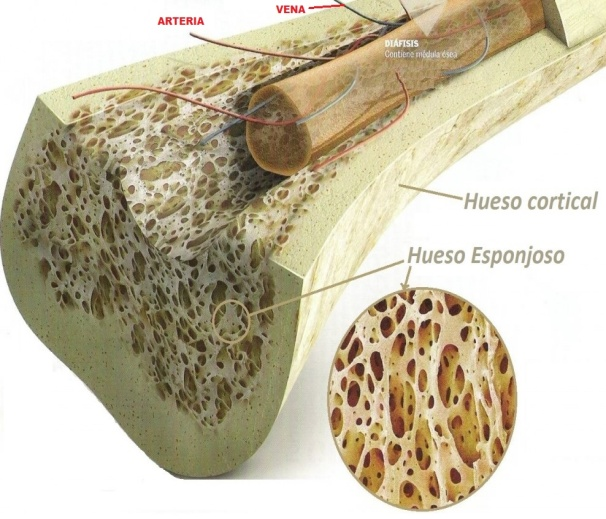 VENA
ARTERIA
DIÁFISIS
Contiene médula ósea
Hueso cortical
Hueso Esponjoso